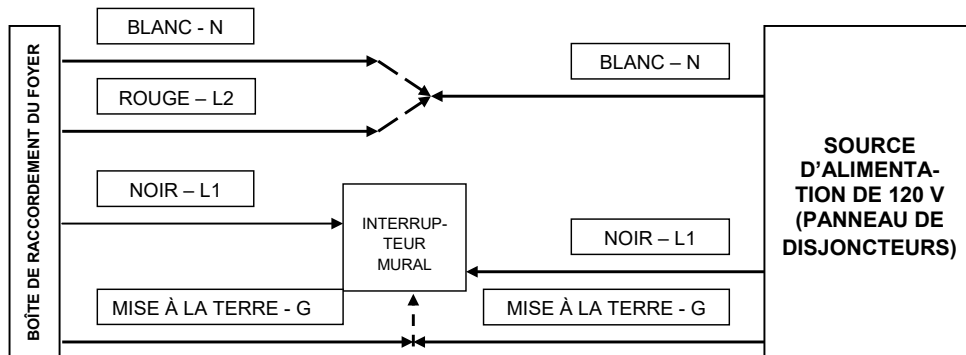 BOÎTE DE RACCORDEMENT DU FOYER
BLANC - N
ROUGE – L2
NOIR – L1
MISE À LA TERRE - G
INTERRUP-
TEUR
MURAL
BLANC – N
NOIR – L1
MISE À LA TERRE - G
SOURCE
D’ALIMENTA-
TION DE 120 V
(PANNEAU DE
DISJONCTEURS)